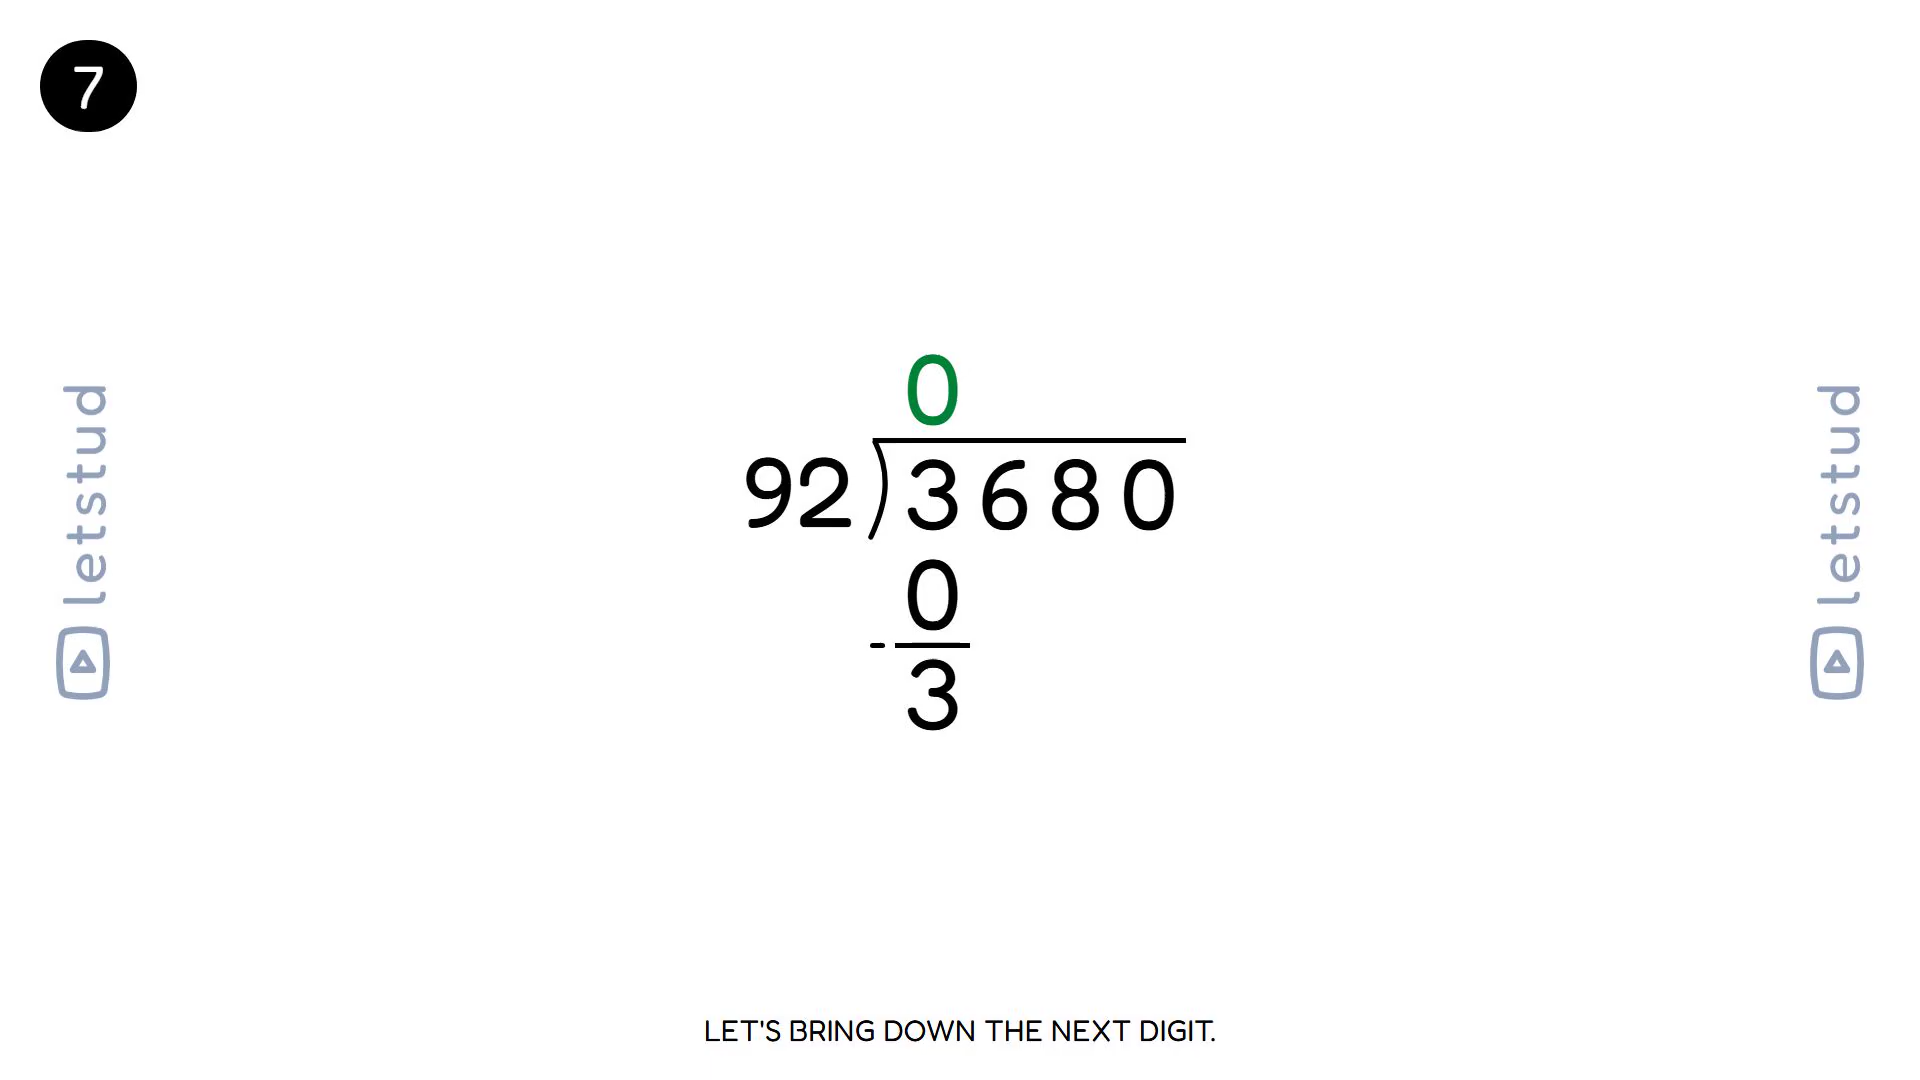 7
0
92)3680
0
-
3
LET'S BRING DOWN THE NEXT DIGIT.
letstud
letstud